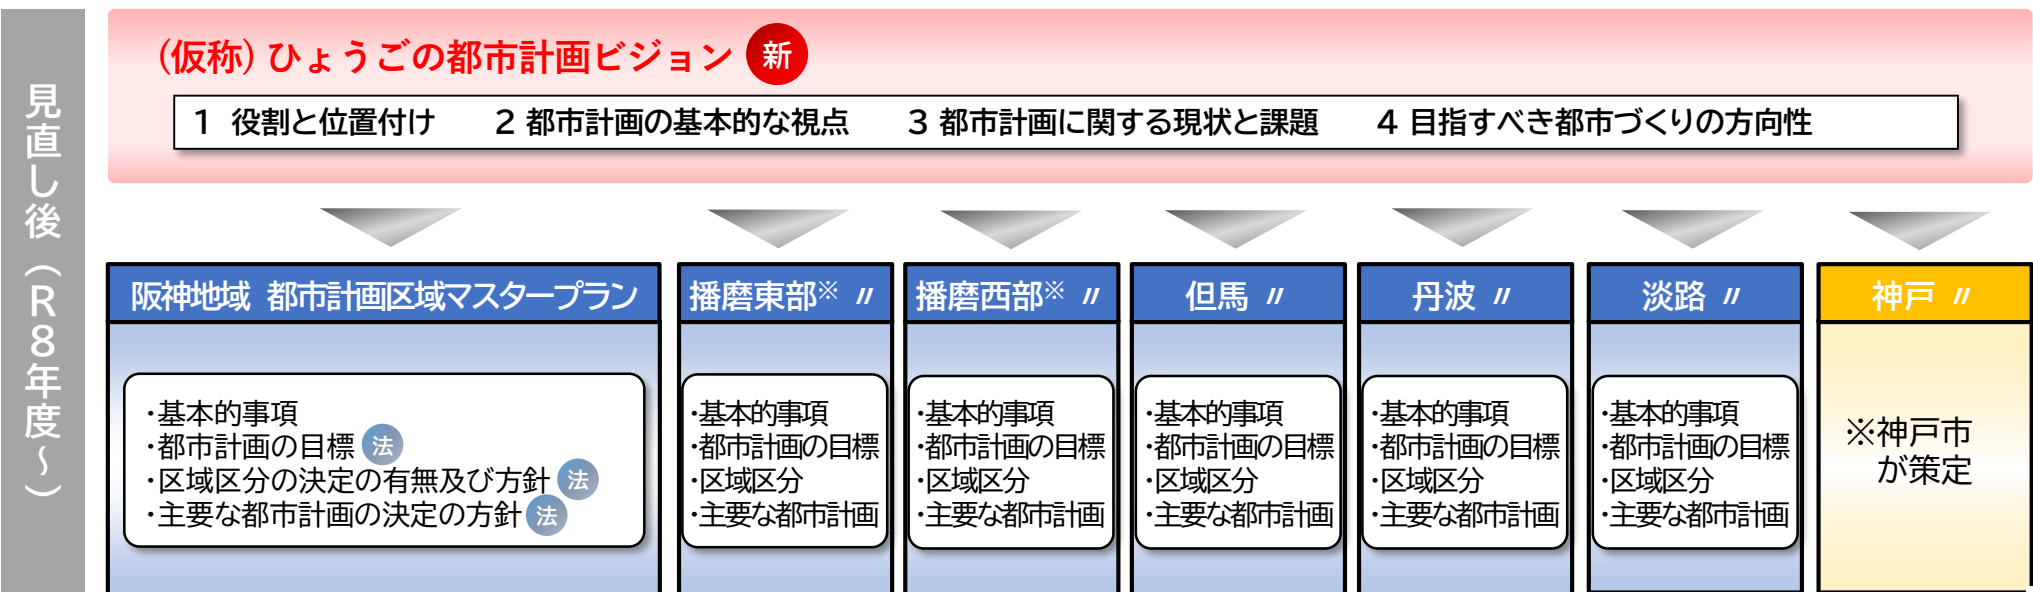 見直し後（R８年度～）
(仮称) ひょうごの都市計画ビジョン 新
1 役割と位置付け 2 都市計画の基本的な視点 3 都市計画に関する現状と課題 4 目指すべき都市づくりの方向性
阪神地域 都市計画区域マスタープラン
・基本的事項
・都市計画の目標 法
・区域区分の決定の有無及び方針 法
・主要な都市計画の決定の方針 法
播磨東部※ 〃
・基本的事項
・都市計画の目標
・区域区分
・主要な都市計画
播磨西部※ 〃
・基本的事項
・都市計画の目標
・区域区分
・主要な都市計画
但馬 〃
・基本的事項
・都市計画の目標
・区域区分
・主要な都市計画
丹波 〃
・基本的事項
・都市計画の目標
・区域区分
・主要な都市計画
淡路 〃
・基本的事項
・都市計画の目標
・区域区分
・主要な都市計画
神戸 〃
※神戸市
が策定